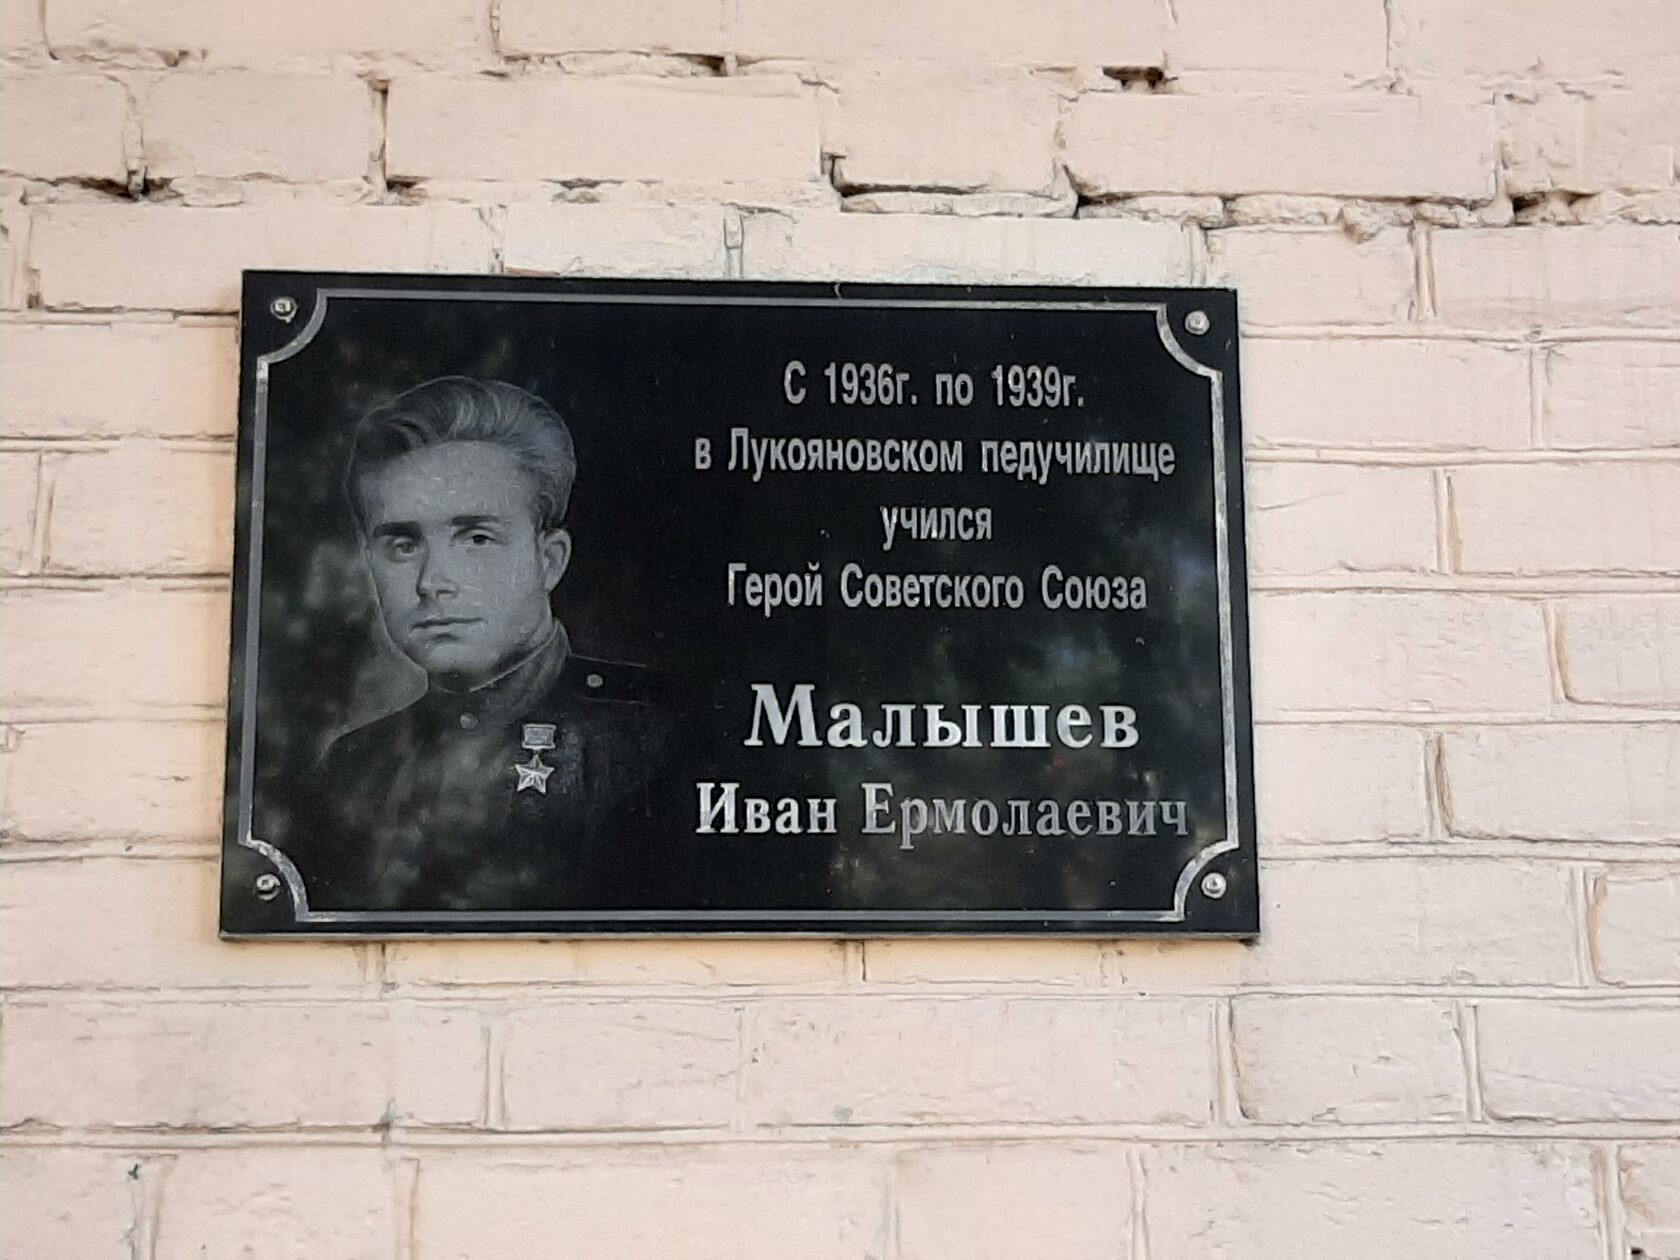 С 1936г. по 1939г.
в Лукояновском педучилище
учился
Герой Советского Союза
Малышев
Иван Ермолаевич